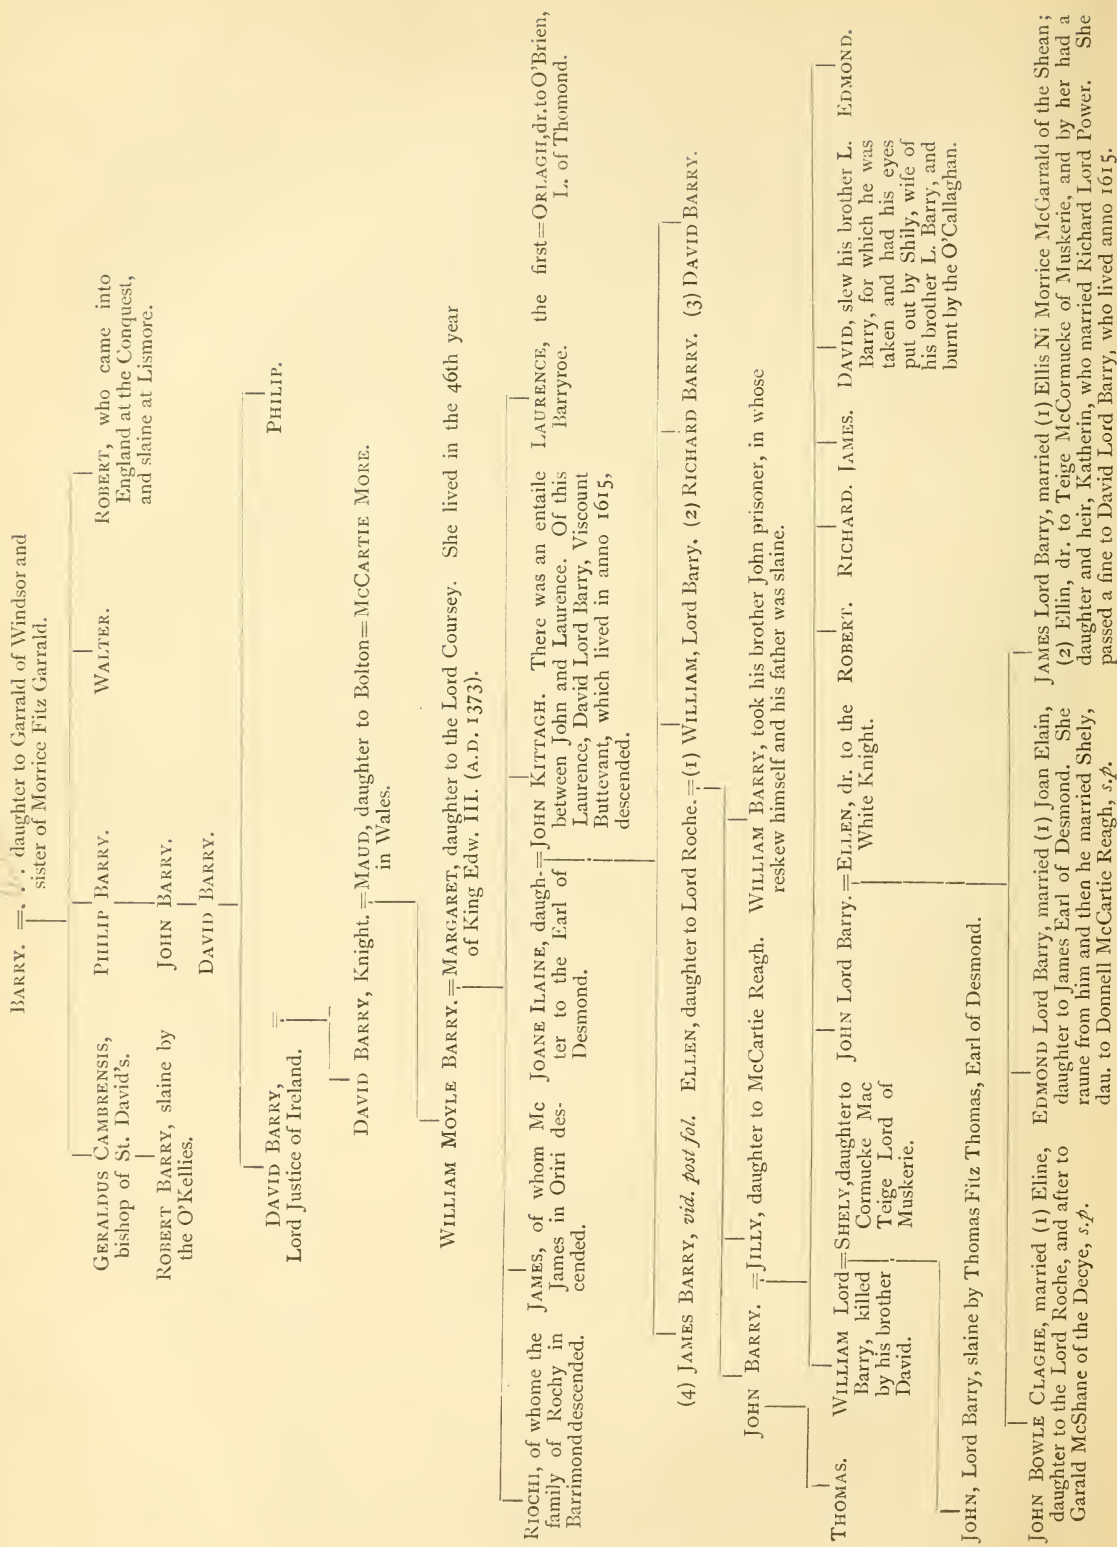 BARRY. = . . . daughter to Garrald of Windsor and
sister of Morrice Fitz Garrald.
GERALDUS CAMBRENSIS,
bishop of St. David's.
PHILIP BARRY.
WALTER.
ROBERT, who came into
England at the Conquest,
and slaine at Lismore.
ROBERT BARRY, slaine by
the O'Kellies.
JOHN BARRY.
DAVID BARRY.
DAVID BARRY,
Lord Justice of Ireland.
=
PHILIP.
DAVID BARRY, Knight. = MAUD, daughter to Bolton = McCARTIE MORE.
in Wales.
WILLIAM MOYLE BARRY. = MARGARET, daughter to the Lord Coursey. She lived in the 46th year
of King Edw. III. (A.D. 1373).
RIOCHI, of whome the
family of Rochy in
Barrimond descended.
JAMES, of whom Mc
James in Oriri des-
cended.
JOANE ILAINE, daugh-
ter to the Earl of
Desmond.
= JOHN KITTAGH. There was an entaile
between John and Laurence. Of this
Laurence, David Lord Barry, Viscount
Buttevant, which lived in anno 1615,
descended.
LAURENCE, the first
Barryroe.
= ORLAGH, dr. to O'Brien,
L. of Thomond.
(4) JAMES BARRY, vid. post fol. ELLEN, daughter to Lord Roche. = (1) WILLIAM, Lord Barry. (2) RICHARD BARRY. (3) DAVID BARRY.
JOHN BARRY. = JILLY, daughter to McCartie Reagh.
WILLIAM BARRY, took his brother John prisoner, in whose
reskew himself and his father was slaine.
THOMAS.
WILLIAM Lord
Barry, killed
by his brother
David.
= SHELY, daughter to
Cormucke Mac
Teige Lord of
Muskerie.
JOHN Lord Barry. = ELLEN, dr. to the
White Knight.
ROBERT.
RICHARD.
JAMES.
DAVID, slew his brother L.
Barry, for which he was
taken and had his eyes
put out by Shily, wife of
his brother L. Barry, and
burnt by the O'Callaghan.
EDMOND.
JOHN, Lord Barry, slaine by Thomas Fitz Thomas, Earl of Desmond.
JOHN BOWLE CLAGHE, married (1) Eline,
daughter to the Lord Roche, and after to
Garald McShane of the Decye, s.p.
EDMOND Lord Barry, married (1) Joan Elain,
daughter to James Earl of Desmond. She
raune from him and then he married Shely,
dau. to Donnell McCartie Reagh, s.p.
JAMES Lord Barry, married (1) Ellis Ni Morrice McGarrald of the Shean;
(2) Ellin, dr. to Teige McCormucke of Muskerie, and by her had a
daughter and heir, Katherin, who married Richard Lord Power. She
passed a fine to David Lord Barry, who lived anno 1615.